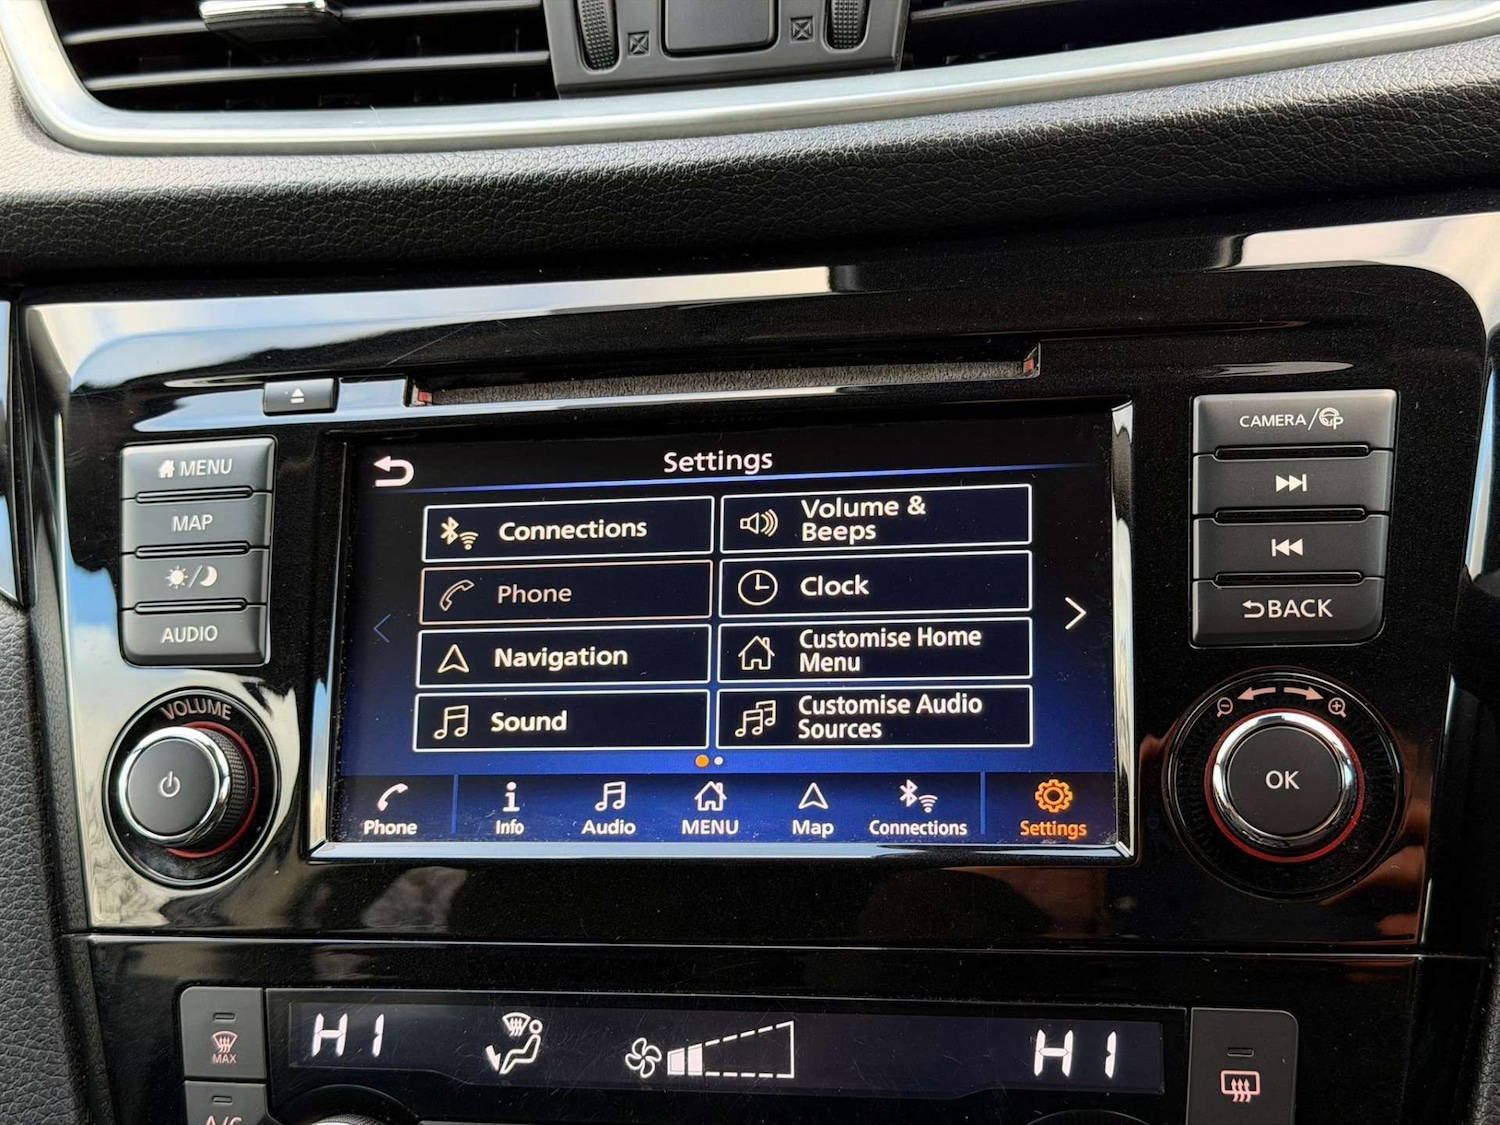 MENU
MAP
AUDIO
VOLUME
Settings
Connections
Phone
Navigation
Sound
Volume &
Beeps
Clock
Customise Home
Menu
Customise Audio
Sources
Phone
Info
Audio
MENU
Map
Connections
Settings
CAMERA/
BACK
OK
MAX
A/C
HI
HI